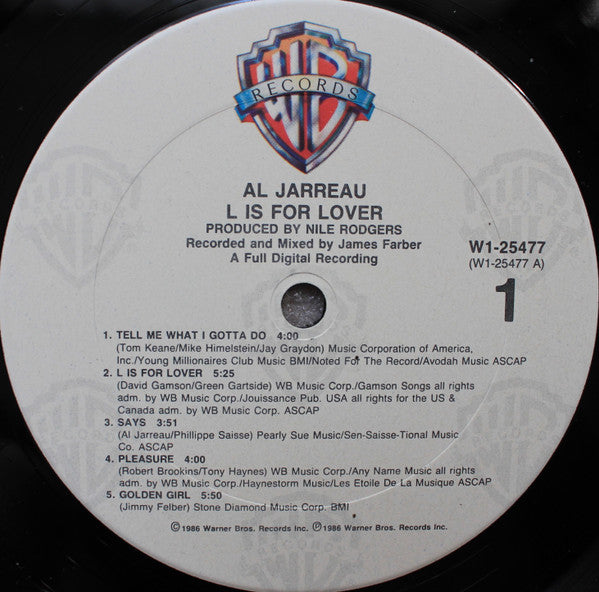 WB
RECORDS
AL JARREAU
L IS FOR LOVER
PRODUCED BY NILE RODGERS
Recorded and Mixed by James Farber
A Full Digital Recording
W1-25477
(W1-25477 A)
1
1. TELL ME WHAT I GOTTA DO 4:00
(Tom Keane/Mike Himelstein/Jay Graydon) Music Corporation of America,
Inc./Young Millionaires Club Music BMI/Noted For The Record/Avodah Music ASCAP
2. L IS FOR LOVER 5:25
(David Gamson/Green Gartside) WB Music Corp./Gamson Songs all rights
adm. by WB Music Corp./Jouissance Pub. USA all rights for the US &
Canada adm. by WB Music Corp. ASCAP
3. SAYS 3:51
(Al Jarreau/Phillippe Saisse) Pearly Sue Music/Sen-Saisse-Tional Music
Co. ASCAP
4. PLEASURE 4:00
(Robert Brookins/Tony Haynes) WB Music Corp./Any Name Music all rights
adm. by WB Music Corp./Haynestorm Music/Les Etoile De La Musique ASCAP
5. GOLDEN GIRL 5:50
(Jimmy Felber) Stone Diamond Music Corp. BMI
©1986 Warner Bros. Records Inc. ℗1986 Warner Bros. Records Inc.